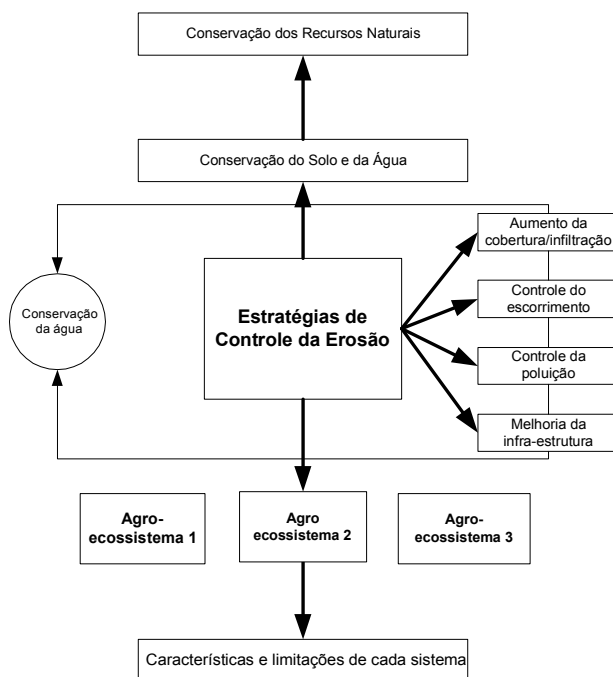 Conservação dos Recursos Naturais
Conservação do Solo e da Água
Aumento da
cobertura/infiltração
Conservação
da água
Estratégias de
Controle da Erosão
Controle do
escorrimento
Controle da
poluição
Melhoria da
infra-estrutura
Agro-
ecossistema 1
Agro
ecossistema 2
Agro-
ecossistema 3
Características e limitações de cada sistema